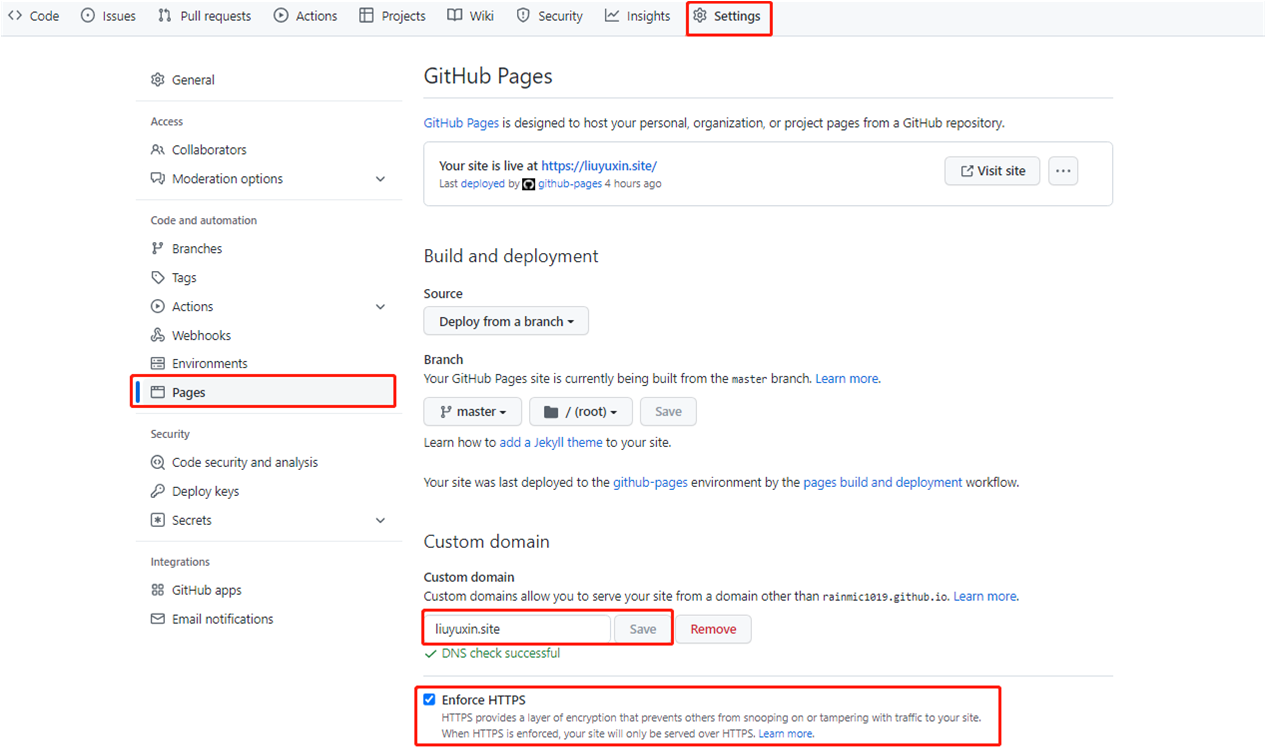 Code Issues Pull requests Actions Projects Wiki Security Insights Settings
General
Access
Collaborators
Moderation options
Code and automation
Branches
Tags
Actions
Webhooks
Environments
Pages
Security
Code security and analysis
Deploy keys
Secrets
Integrations
GitHub apps
Email notifications
GitHub Pages
GitHub Pages is designed to host your personal, organization, or project pages from a GitHub repository.
Your site is live at https://liuyuxin.site/
Last deployed by github-pages 4 hours ago
Visit site
Build and deployment
Source
Deploy from a branch
Branch
Your GitHub Pages site is currently being built from the master branch. Learn more.
master / (root) Save
Learn how to add a Jekyll theme to your site.
Your site was last deployed to the github-pages environment by the pages build and deployment workflow.
Custom domain
Custom domain
Custom domains allow you to serve your site from a domain other than rainmic1019.github.io. Learn more.
liuyuxin.site Save Remove
DNS check successful
Enforce HTTPS
HTTPS provides a layer of encryption that prevents others from snooping on or tampering with traffic to your site.
When HTTPS is enforced, your site will only be served over HTTPS. Learn more.